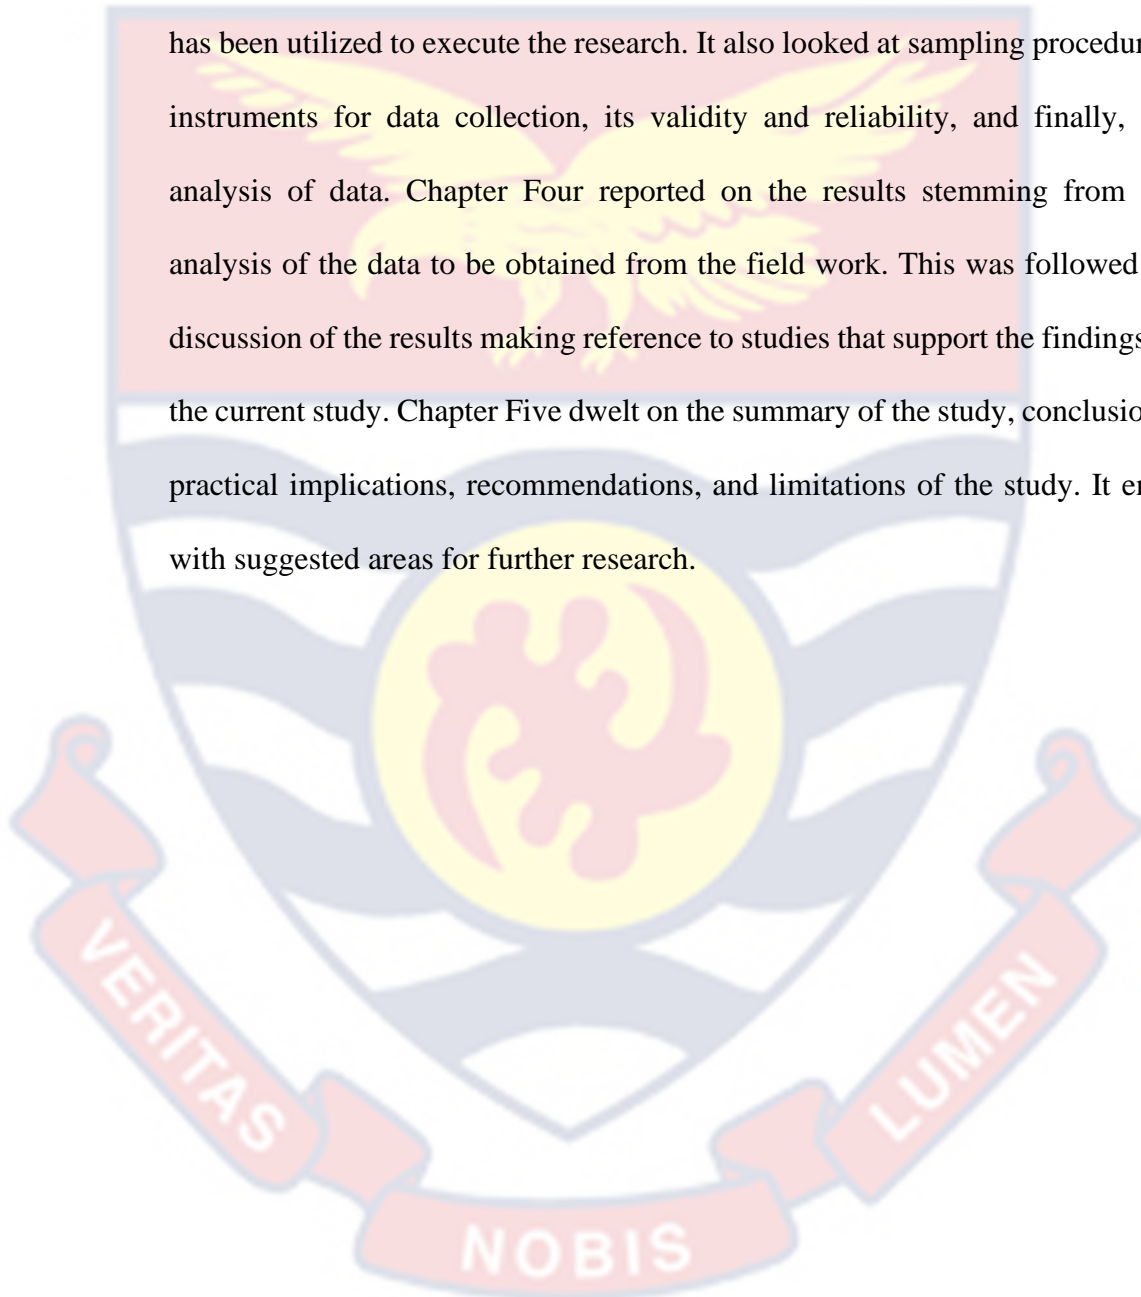 has been utilized to execute the research. It also looked at sampling procedur
instruments for data collection, its validity and reliability, and finally,
analysis of data. Chapter Four reported on the results stemming from
analysis of the data to be obtained from the field work. This was followed
discussion of the results making reference to studies that support the findings
the current study. Chapter Five dwelt on the summary of the study, conclusio
practical implications, recommendations, and limitations of the study. It en
with suggested areas for further research.
VERITAS
NOBIS
LUMEN